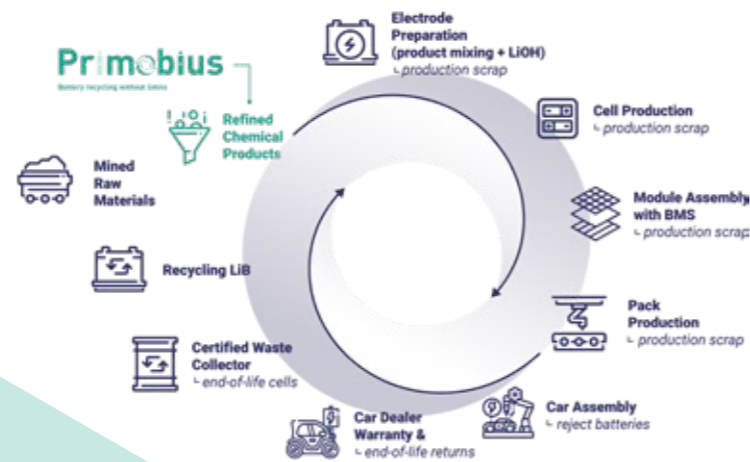 Primobius
Battery recycling without limits
Refined
Chemical
Products
Electrode
Preparation
(product mixing + LiOH)
↳ production scrap
Cell Production
↳ production scrap
Module Assembly
with BMS
↳ production scrap
Pack
Production
↳ production scrap
Car Assembly
↳ reject batteries
Car Dealer
Warranty &
↳ end-of-life returns
Certified Waste
Collector
↳ end-of-life cells
Recycling LiB
Mined
Raw
Materials